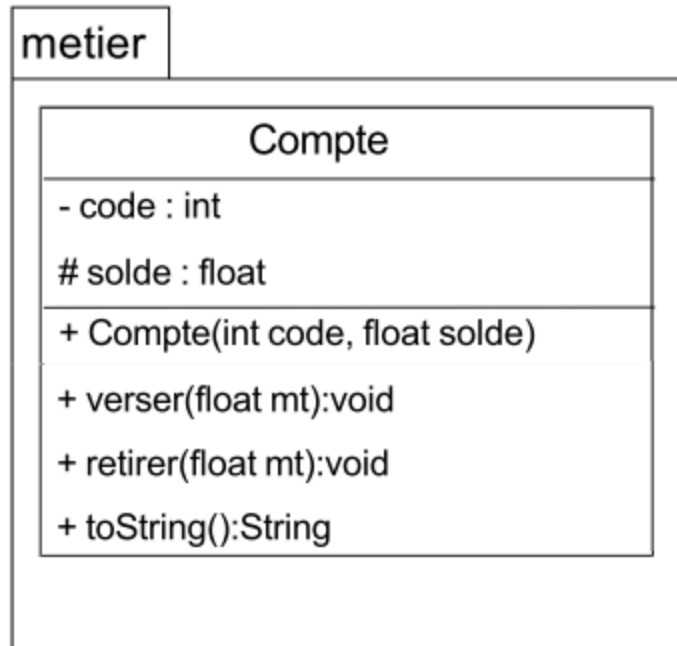 metier
Compte
- code : int
# solde : float
+ Compte(int code, float solde)
+ verser(float mt):void
+ retirer(float mt):void
+ toString():String